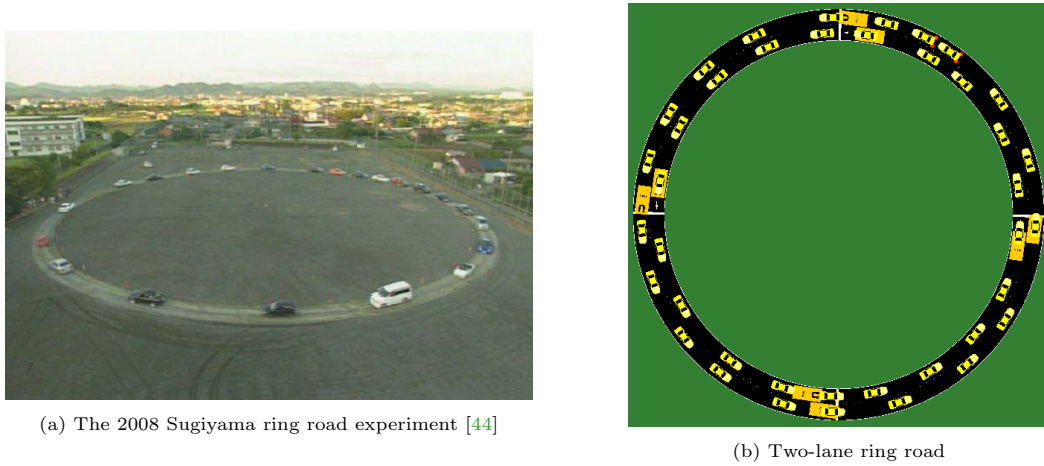 (a) The 2008 Sugiyama ring road experiment [44]
(b) Two-lane ring road